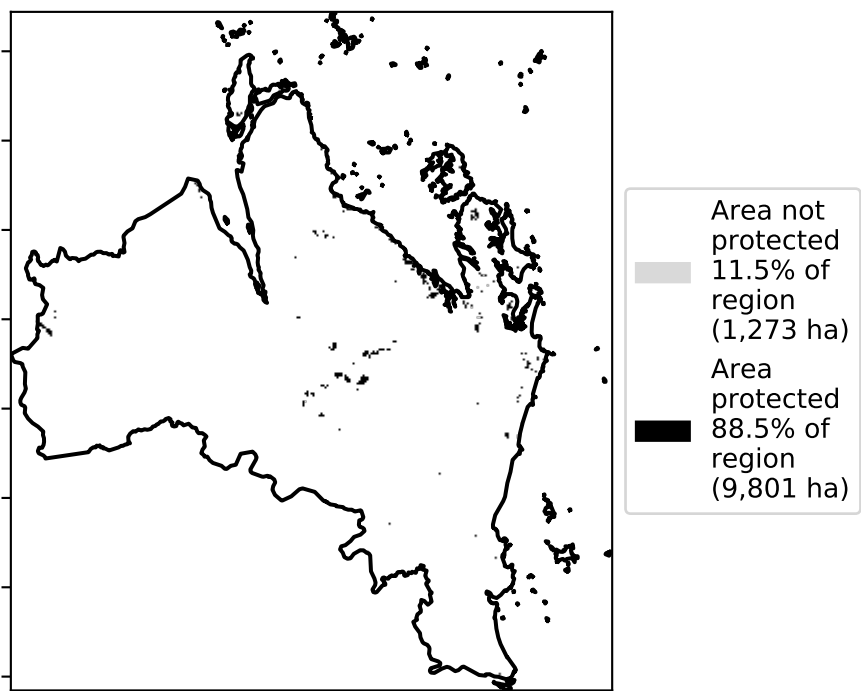 Area not
protected
11.5% of
region
(1,273 ha)
Area
protected
88.5% of
region
(9,801 ha)